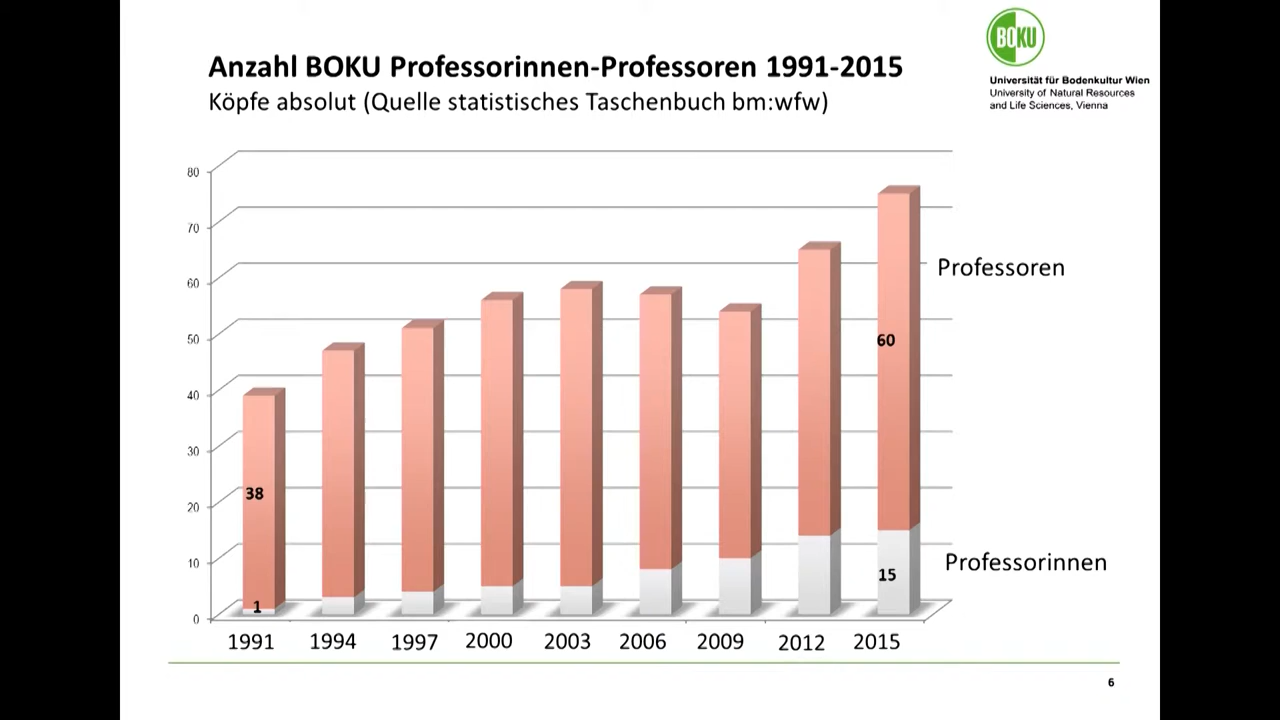 Anzahl BOKU Professorinnen-Professoren 1991-2015
Köpfe absolut (Quelle statistisches Taschenbuch bm:wfw)
BOKU
Universität für Bodenkultur Wien
University of Natural Resources
and Life Sciences, Vienna
80
70
60
50
40
30
20
10
0
38
1
60
15
Professoren
Professorinnen
1991 1994 1997 2000 2003 2006 2009 2012 2015
6